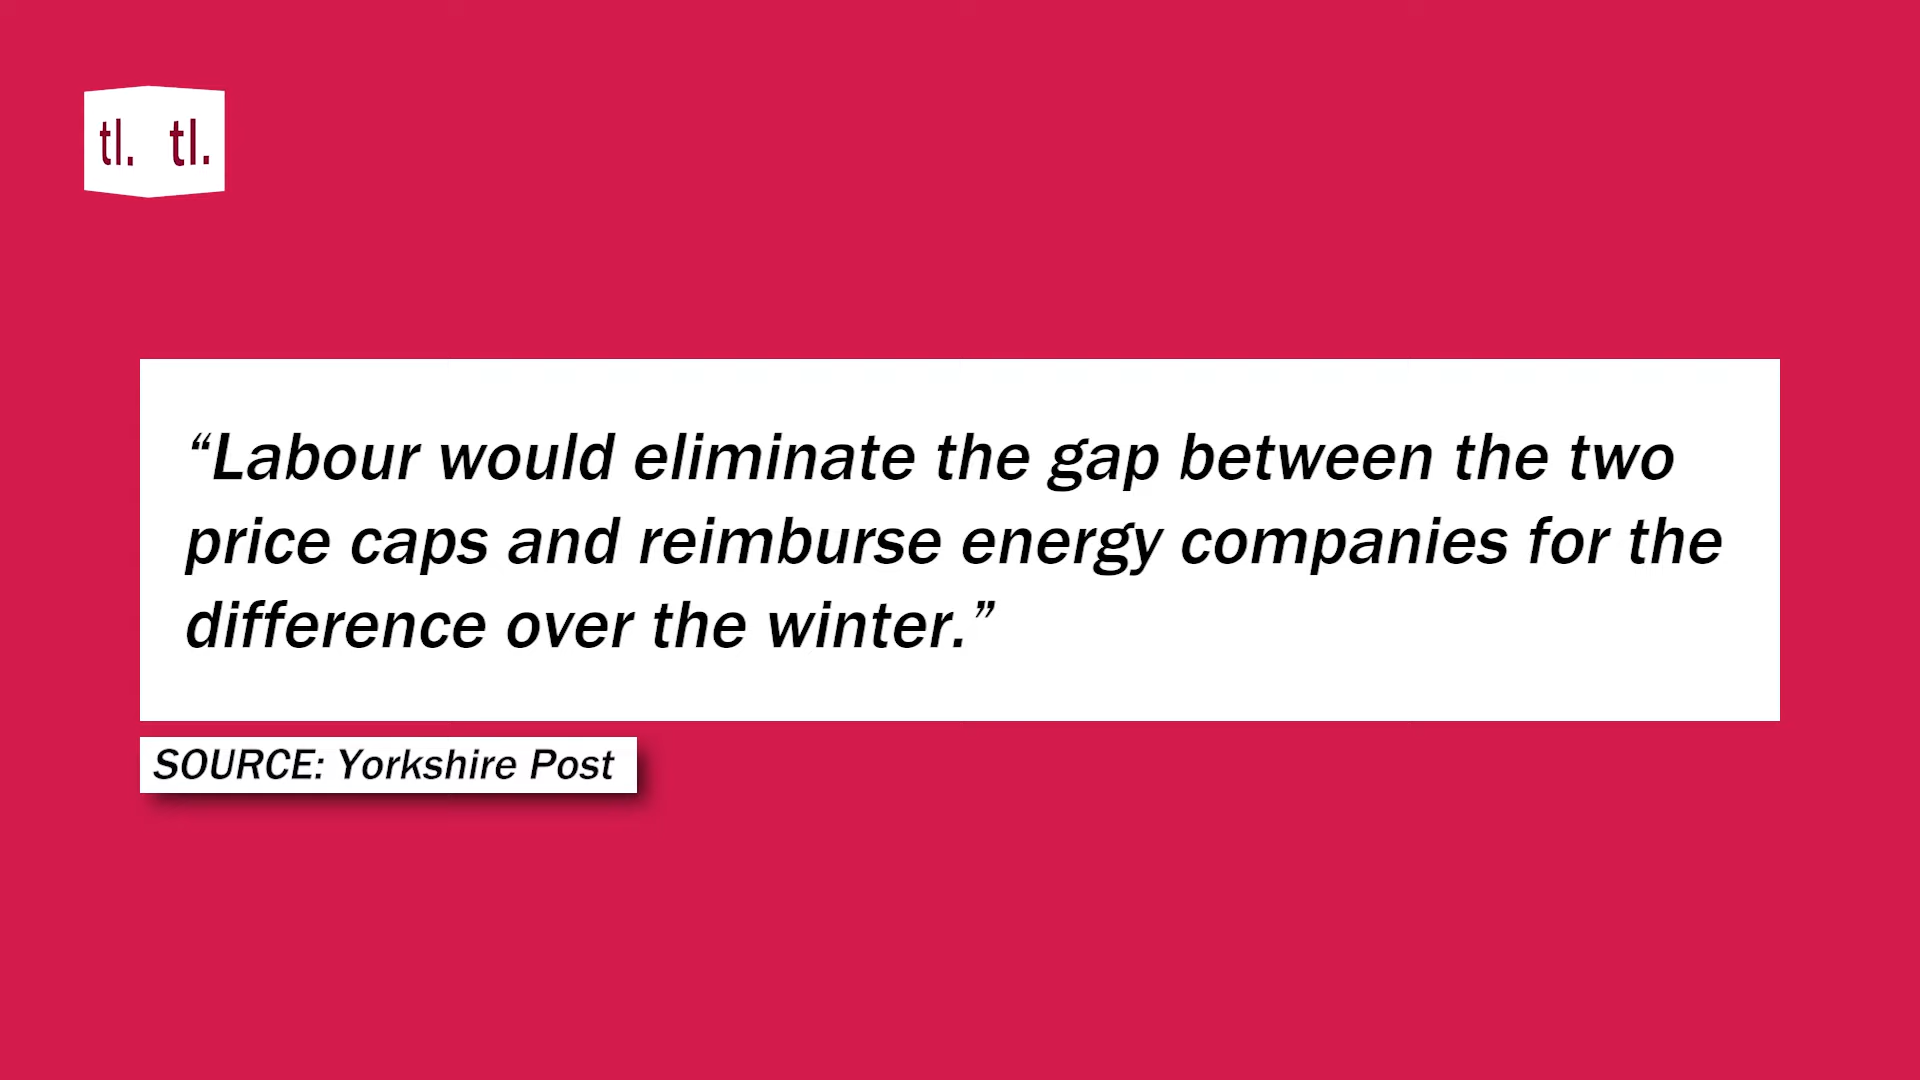 tl. tl.
“Labour would eliminate the gap between the two
price caps and reimburse energy companies for the
difference over the winter.”
SOURCE: Yorkshire Post